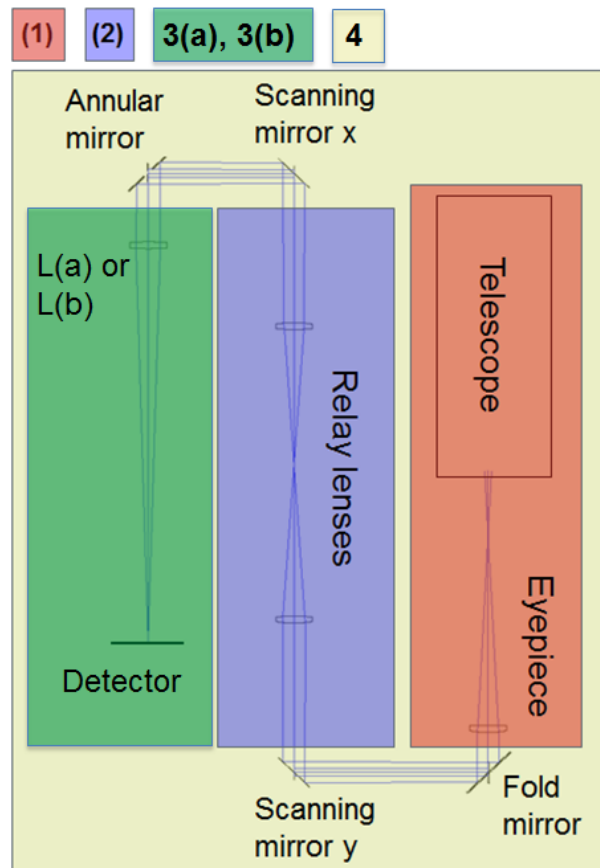 (1)
(2)
3(a), 3(b)
4
Annular
mirror
Scanning
mirror x
L(a) or
L(b)
Telescope
Relay lenses
Eyepiece
Detector
Scanning
mirror y
Fold
mirror